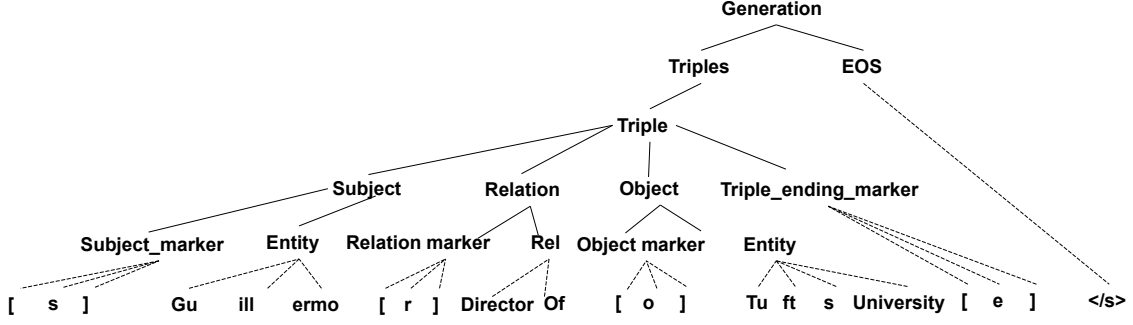 Generation
Triples EOS
Triple
Subject Relation Object Triple_ending_marker
Subject_marker Entity Relation marker Rel Object marker Entity
[ s ] Gu ill ermo [ r ] Director Of [ o ] Tu ft s University [ e ] </s>